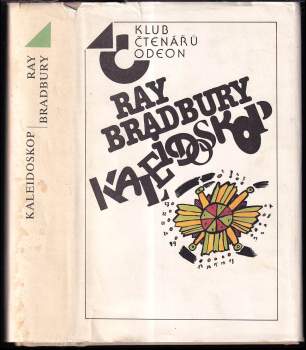 KLUB
ČTENÁŘŮ
ODEON
RAY
BRADBURY
KALEIDOSKOP
KALEIDOSKOP
RAY
BRADBURY